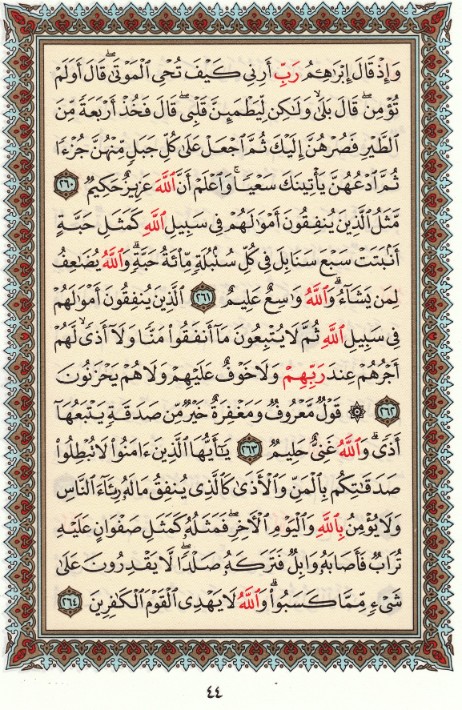 وَإِذْ قَالَ إِبْرَٰهِـۧمُ رَبِّ أَرِنِى كَيْفَ تُحْىِ ٱلْمَوْتَىٰ ۖ قَالَ أَوَلَمْ
تُؤْمِن ۖ قَالَ بَلَىٰ وَلَٰكِن لِّيَطْمَئِنَّ قَلْبِى ۖ قَالَ فَخُذْ أَرْبَعَةً مِّنَ
ٱلطَّيْرِ فَصُرْهُنَّ إِلَيْكَ ثُمَّ ٱجْعَلْ عَلَىٰ كُلِّ جَبَلٍ مِّنْهُنَّ جُزْءًا
ثُمَّ ٱدْعُهُنَّ يَأْتِينَكَ سَعْيًا ۚ وَٱعْلَمْ أَنَّ ٱللَّهَ عَزِيزٌ حَكِيمٌ ٢٦٠
مَّثَلُ ٱلَّذِينَ يُنفِقُونَ أَمْوَٰلَهُمْ فِى سَبِيلِ ٱللَّهِ كَمَثَلِ حَبَّةٍ
أَنۢبَتَتْ سَبْعَ سَنَابِلَ فِى كُلِّ سُنۢبُلَةٍ مِّا۟ئَةُ حَبَّةٍ ۗ وَٱللَّهُ يُضَٰعِفُ
لِمَن يَشَآءُ ۗ وَٱللَّهُ وَٰسِعٌ عَلِيمٌ ٢٦١ ٱلَّذِينَ يُنفِقُونَ أَمْوَٰلَهُمْ
فِى سَبِيلِ ٱللَّهِ ثُمَّ لَا يُتْبِعُونَ مَآ أَنفَقُوا۟ مَنًّا وَلَآ أَذًى ۙ لَّهُمْ
أَجْرُهُمْ عِندَ رَبِّهِمْ وَلَا خَوْفٌ عَلَيْهِمْ وَلَا هُمْ يَحْزَنُونَ
٢٦٢ ۞ قَوْلٌ مَّعْرُوفٌ وَمَغْفِرَةٌ خَيْرٌ مِّن صَدَقَةٍ يَتْبَعُهَآ
أَذًى ۗ وَٱللَّهُ غَنِىٌّ حَلِيمٌ ٢٦٣ يَٰٓأَيُّهَا ٱلَّذِينَ ءَامَنُوا۟ لَا تُبْطِلُوا۟
صَدَقَٰتِكُم بِٱلْمَنِّ وَٱلْأَذَىٰ كَٱلَّذِى يُنفِقُ مَالَهُۥ رِئَآءَ ٱلنَّاسِ
وَلَا يُؤْمِنُ بِٱللَّهِ وَٱلْيَوْمِ ٱلْءَاخِرِ ۖ فَمَثَلُهُۥ كَمَثَلِ صَفْوَانٍ عَلَيْهِ
تُرَابٌ فَأَصَابَهُۥ وَابِلٌ فَتَرَكَهُۥ صَلْدًا ۖ لَّا يَقْدِرُونَ عَلَىٰ
شَىْءٍ مِّمَّا كَسَبُوا۟ ۗ وَٱللَّهُ لَا يَهْدِى ٱلْقَوْمَ ٱلْكَٰفِرِينَ ٢٦٤
٤٤